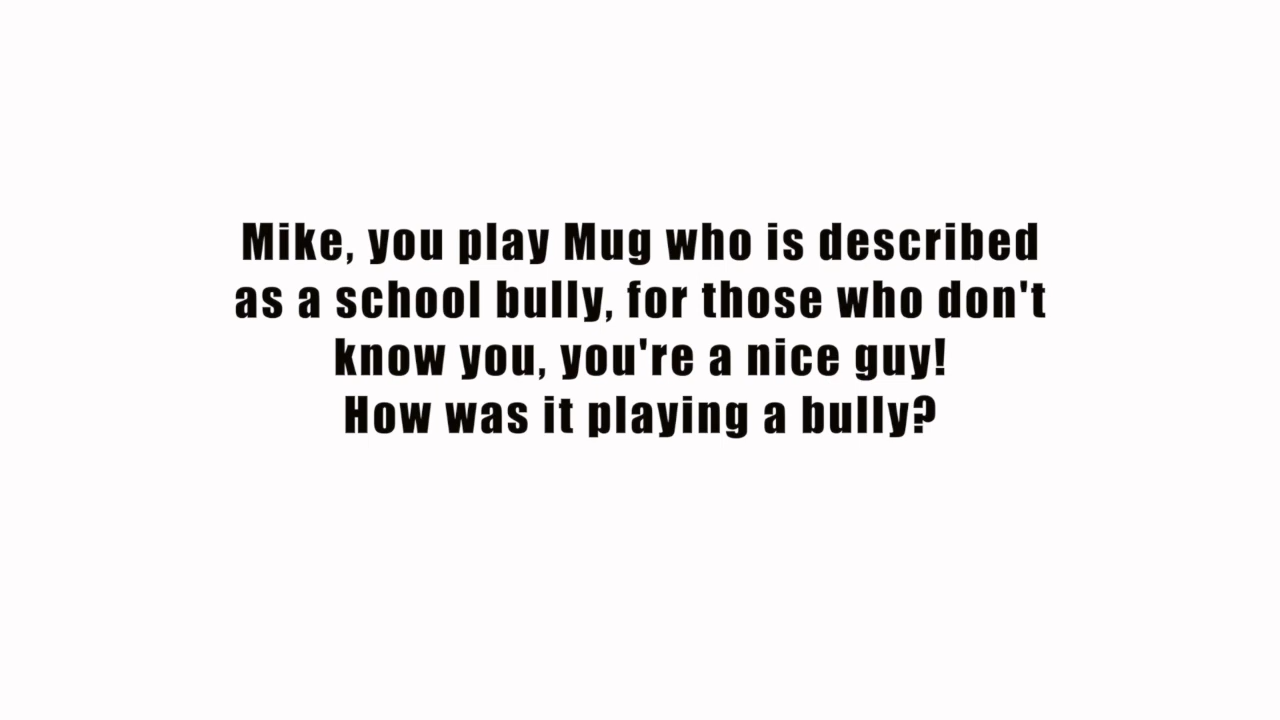 Mike, you play Mug who is described
as a school bully, for those who don't
know you, you're a nice guy!
How was it playing a bully?